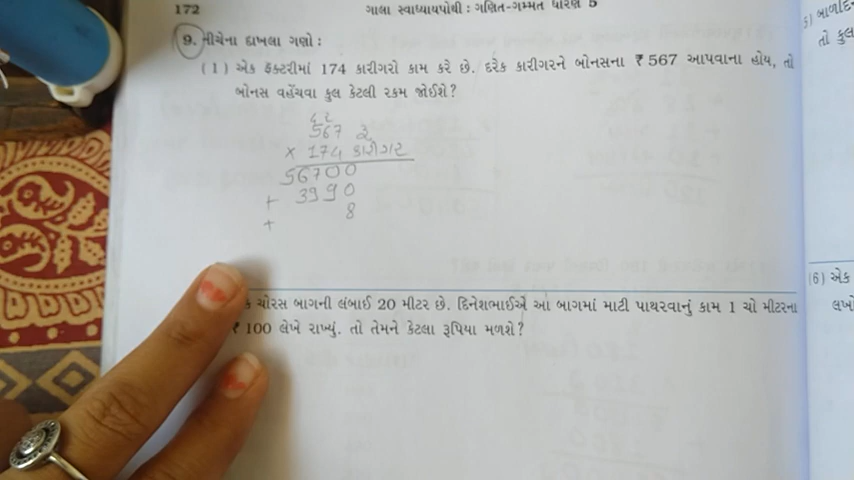 172 ગાલા સ્વાધ્યાયપોથી : ગણિત-ગમ્મત ધોરણ 5
9. નીચેના દાખલા ગણો :
(1) એક ફેક્ટરીમાં 174 કારીગરો કામ કરે છે. દરેક કારીગરને બોનસના ₹ 567 આપવાના હોય, તો
બોનસ વહેંચવા કુલ કેટલી રકમ જોઈશે?
42
567 રૂ
× 174 કારીગર
56700
+ 3990
+ 8
ચોરસ બાગની લંબાઈ 20 મીટર છે. દિનેશભાઈએ આ બાગમાં માટી પાથરવાનું કામ 1 ચો મીટરના
₹ 100 લેખે રાખ્યું. તો તેમને કેટલા રૂપિયા મળશે?
તો કુલ
(6) એક
લખો